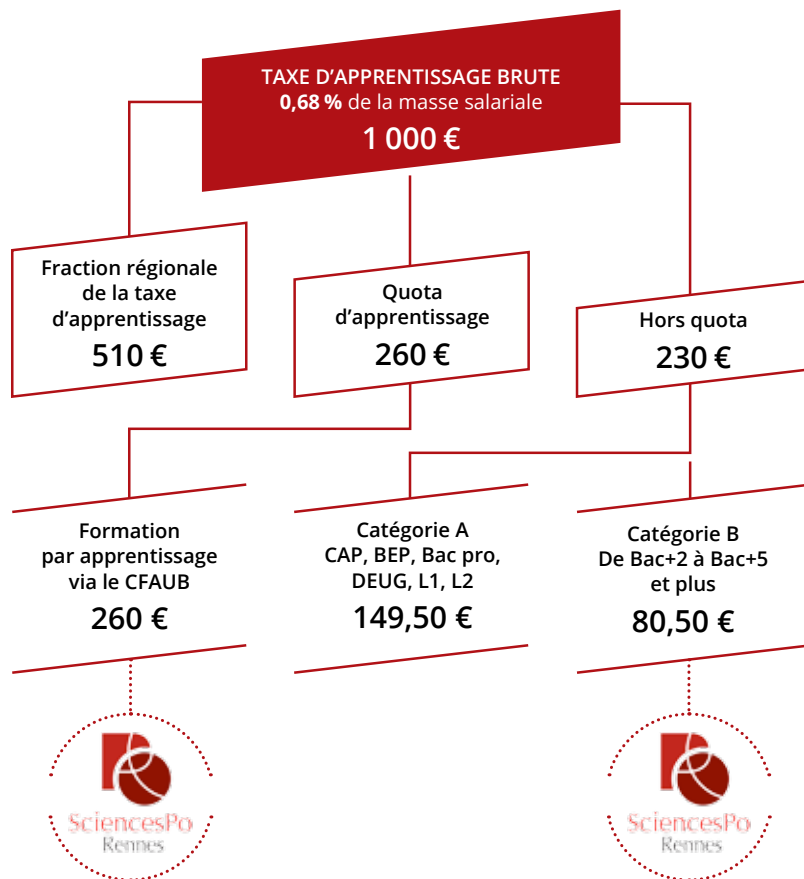 TAXE D'APPRENTISSAGE BRUTE
0,68 % de la masse salariale
1 000 €
Fraction régionale
de la taxe
d'apprentissage
510 €
Quota
d'apprentissage
260 €
Hors quota
230 €
Formation
par apprentissage
via le CFAUB
260 €
Catégorie A
CAP, BEP, Bac pro,
DEUG, L1, L2
149,50 €
Catégorie B
De Bac+2 à Bac+5
et plus
80,50 €
SciencesPo
Rennes
SciencesPo
Rennes